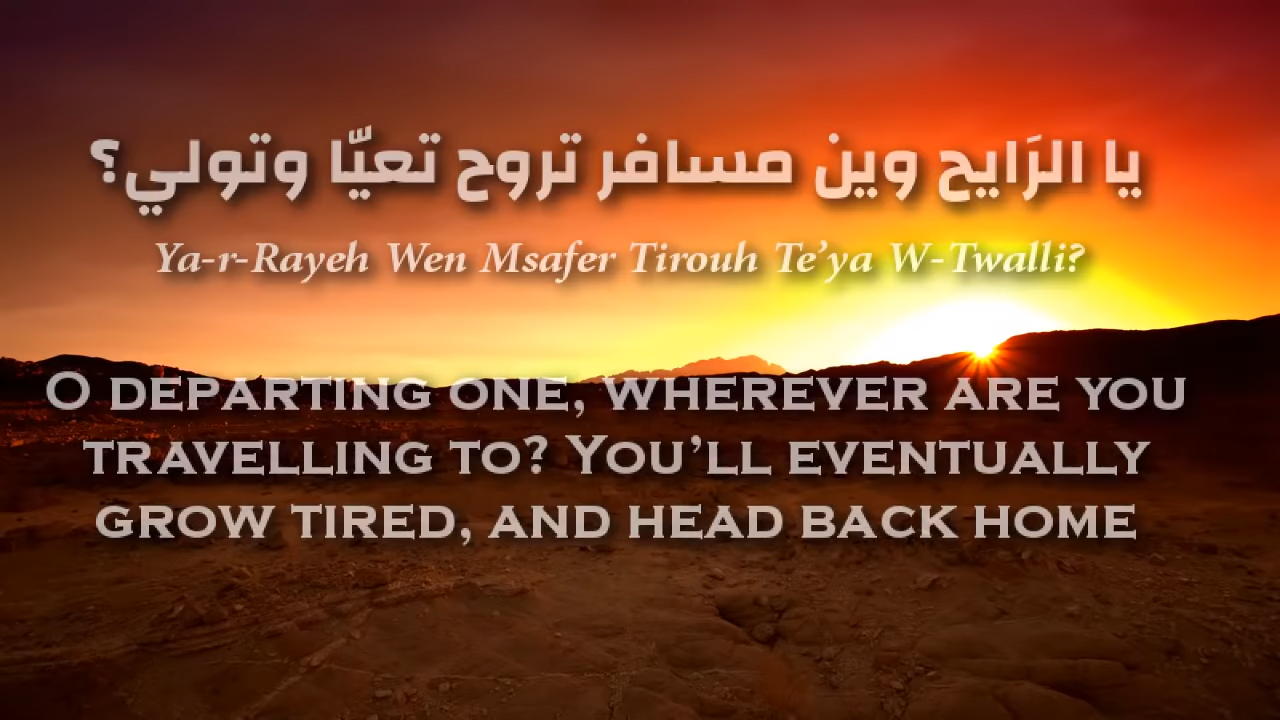 يا الرَايح وين مسافر تروح تعيّا وتولي؟
Ya-r-Rayeh Wen Msafer Tirouh Te’ya W-Twalli?
O DEPARTING ONE, WHEREVER ARE YOU
TRAVELLING TO? YOU’LL EVENTUALLY
GROW TIRED, AND HEAD BACK HOME